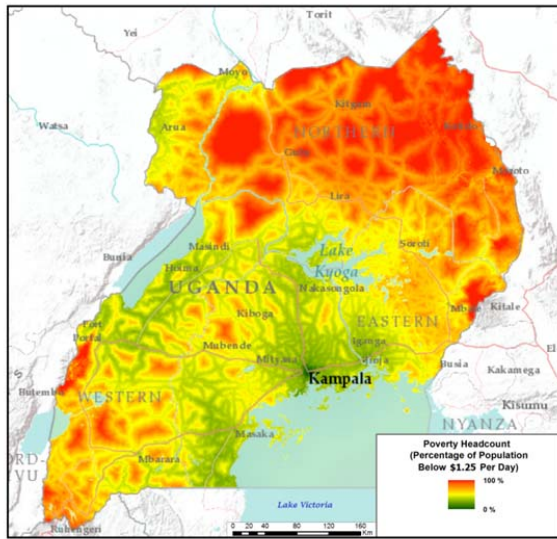 Torit
Yei
Moyo
Kitgum
Watsa
Arua
NORTHERN
Kotido
Gulu
Moroto
Lira
Bunia
Masindi
Lake
Kyoga
Soroti
Hoima
UGANDA
Nakasongola
Mbale
Kitale
Fort
Portal
Kiboga
EASTERN
Mubende
Mityana
Iganga
Jinja
Busia
El
Kakamega
Butembo
Kampala
WESTERN
Kisumu
NYANZA
Masaka
Mbarara
Ruhengeri
Poverty Headcount
(Percentage of Population
Below $1.25 Per Day)
100 %
0 %
Lake Victoria
0 20 40 80 120 160
Km